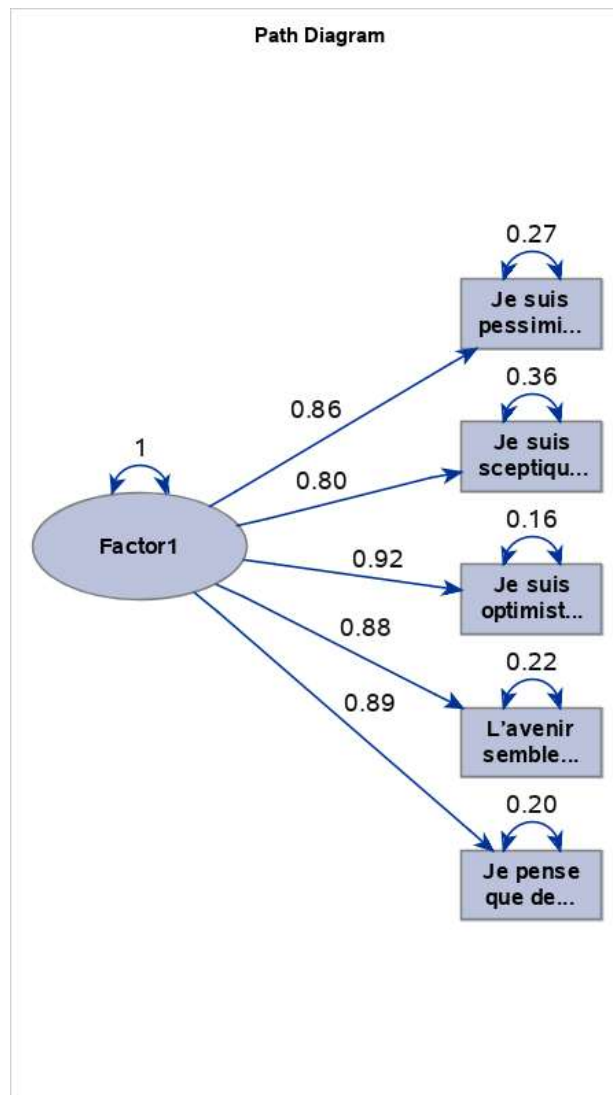 Path Diagram
0.27
Je suis
pessimi...
0.86
0.36
Je suis
sceptiqu...
1
0.80
Factor1
0.16
Je suis
optimist...
0.92
0.88
0.22
L'avenir
semble...
0.89
0.20
Je pense
que de...